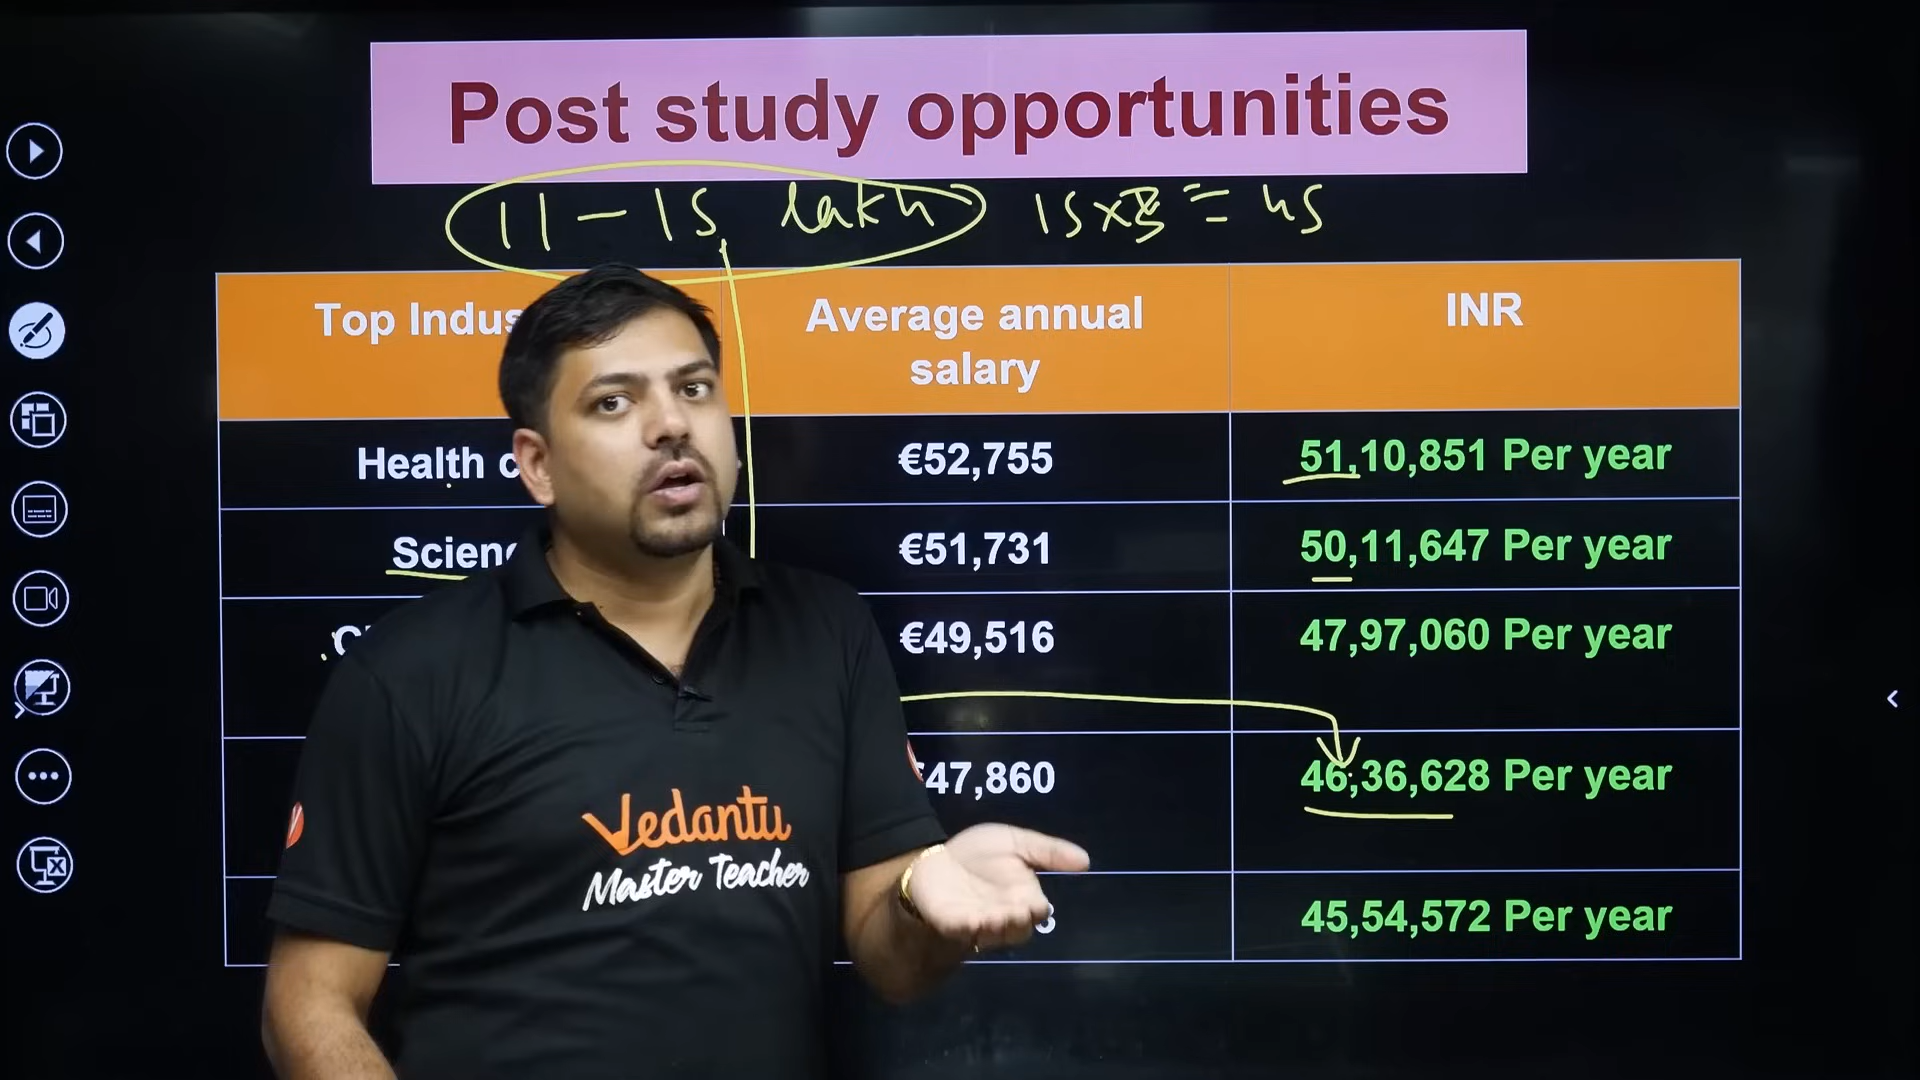 Post study opportunities
11 - 15 lakh 15x3 = 45
Top Indus Average annual salary INR
Health c €52,755 51,10,851 Per year
Scienc €51,731 50,11,647 Per year
€49,516 47,97,060 Per year
€47,860 46,36,628 Per year
3 45,54,572 Per year
Vedantu
Master Teacher